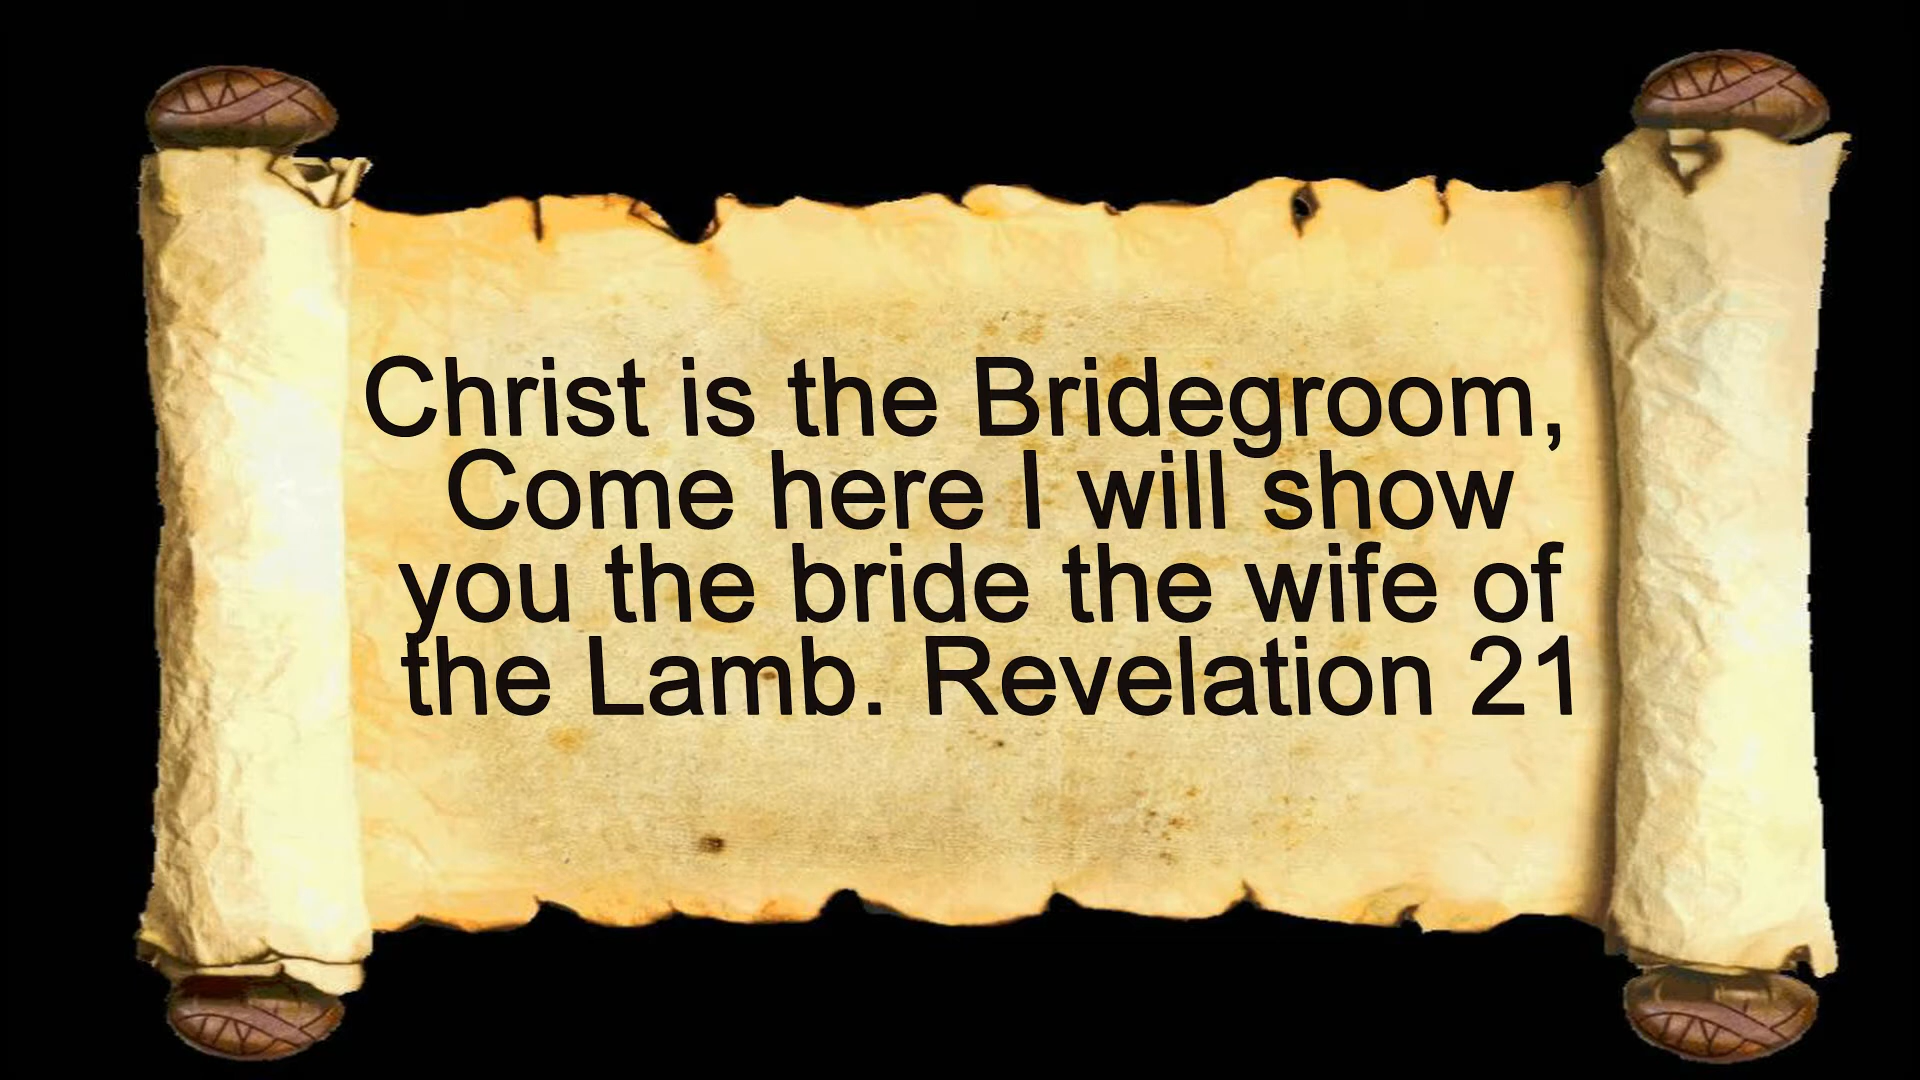 Christ is the Bridegroom,
Come here I will show
you the bride the wife of
the Lamb. Revelation 21